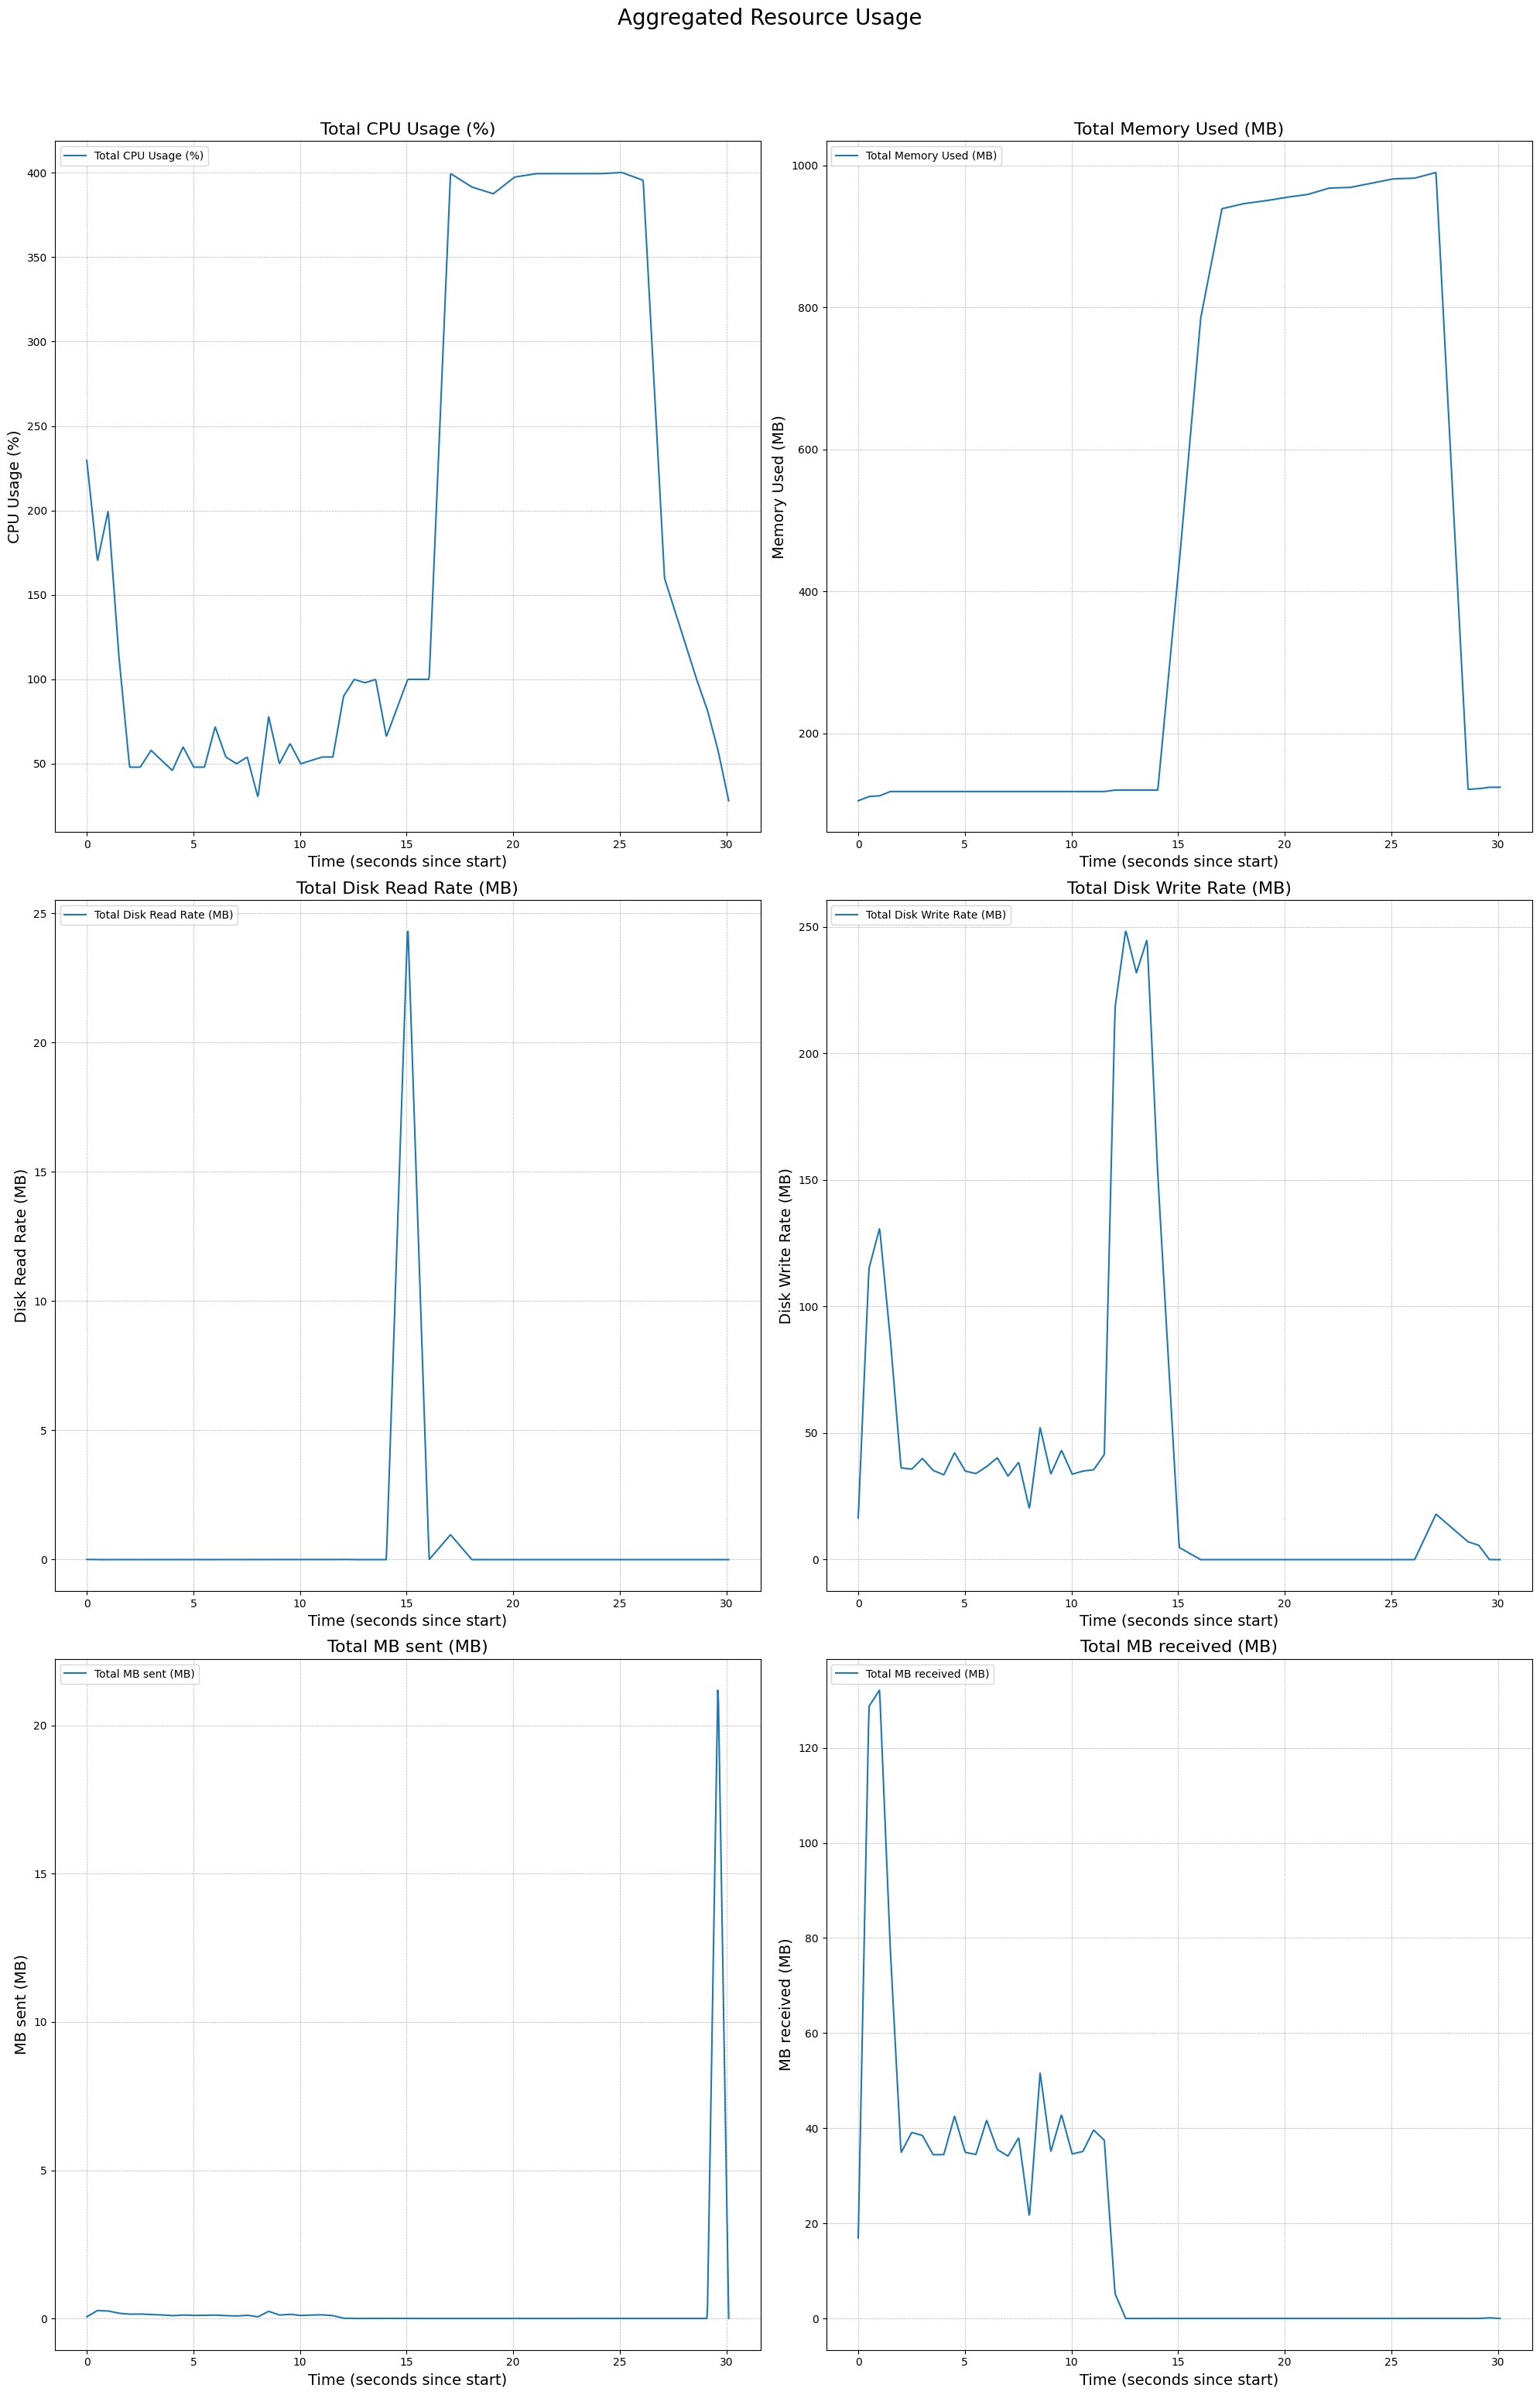 Aggregated Resource Usage
Total CPU Usage (%)
Total CPU Usage (%)
CPU Usage (%)
400
350
300
250
200
150
100
50
0 5 10 15 20 25 30
Time (seconds since start)
Total Memory Used (MB)
Total Memory Used (MB)
Memory Used (MB)
1000
800
600
400
200
0 5 10 15 20 25 30
Time (seconds since start)
Total Disk Read Rate (MB)
Total Disk Read Rate (MB)
Disk Read Rate (MB)
25
20
15
10
5
0
0 5 10 15 20 25 30
Time (seconds since start)
Total Disk Write Rate (MB)
Total Disk Write Rate (MB)
Disk Write Rate (MB)
250
200
150
100
50
0
0 5 10 15 20 25 30
Time (seconds since start)
Total MB sent (MB)
Total MB sent (MB)
MB sent (MB)
20
15
10
5
0
0 5 10 15 20 25 30
Time (seconds since start)
Total MB received (MB)
Total MB received (MB)
MB received (MB)
120
100
80
60
40
20
0
0 5 10 15 20 25 30
Time (seconds since start)